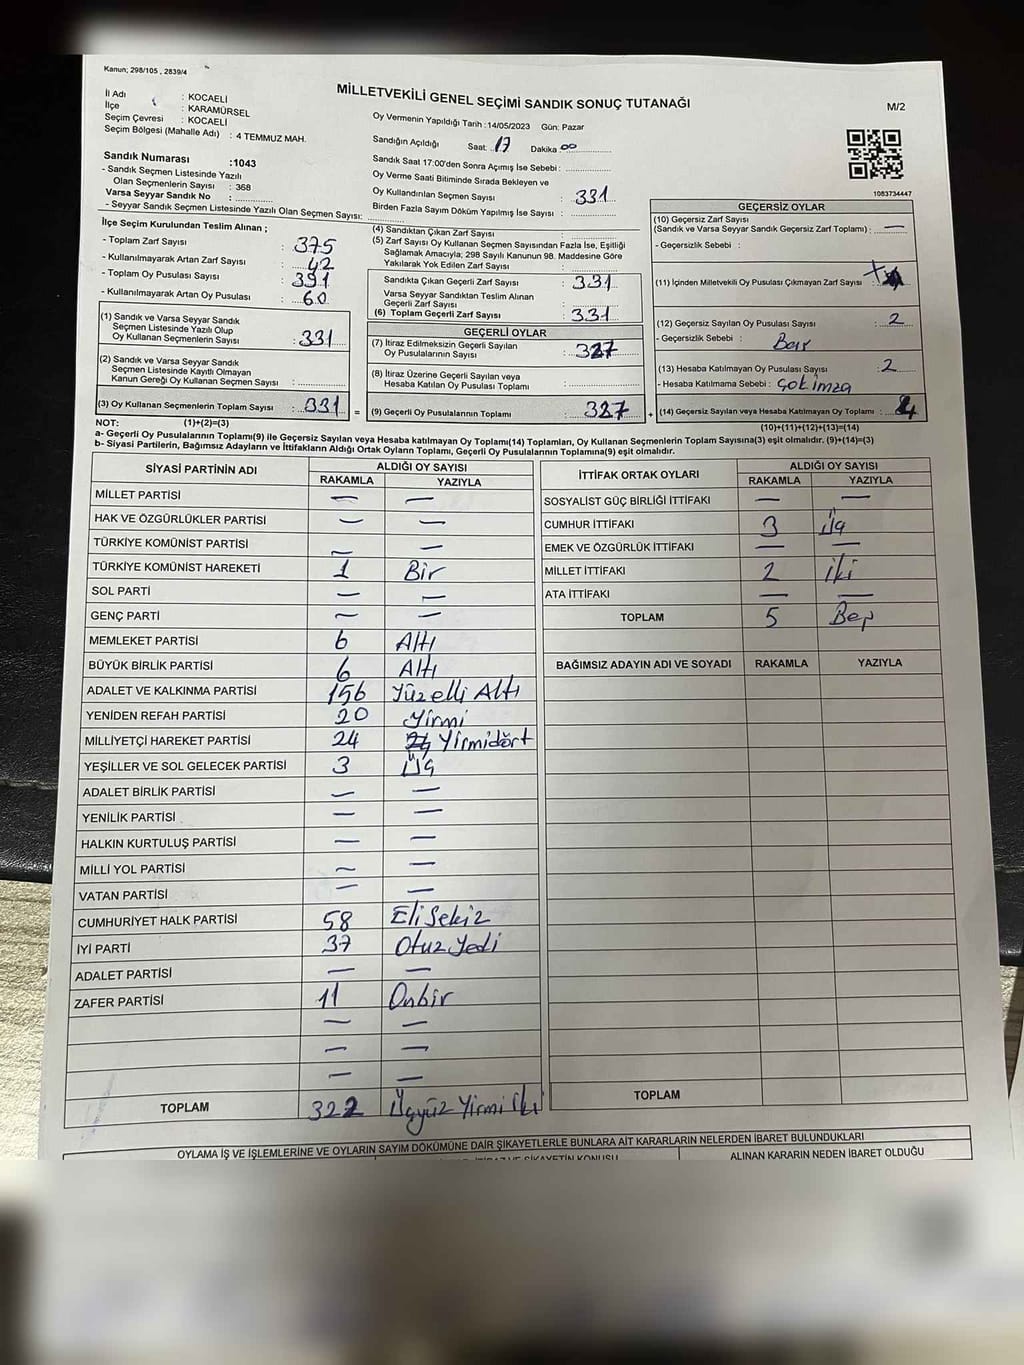 Kanun; 298/105 , 2839/4
MİLLETVEKİLİ GENEL SEÇİMİ SANDIK SONUÇ TUTANAĞI
M/2
İl Adı : KOCAELİ
İlçe : KARAMÜRSEL
Seçim Çevresi : KOCAELİ
Seçim Bölgesi (Mahalle Adı) : 4 TEMMUZ MAH.
Sandık Numarası :1043
- Sandık Seçmen Listesinde Yazılı
Olan Seçmenlerin Sayısı : 368
Varsa Seyyar Sandık No :
- Seyyar Sandık Seçmen Listesinde Yazılı Olan Seçmen Sayısı:
Oy Vermenin Yapıldığı Tarih :14/05/2023 Gün: Pazar
Sandığın Açıldığı Saat: 17 Dakika 00
Sandık Saat 17:00'den Sonra Açımış İse Sebebi :
Oy Verme Saati Bitiminde Sırada Bekleyen ve
Oy Kullandırılan Seçmen Sayısı : 331
Birden Fazla Sayım Döküm Yapılmış İse Sayısı :
1083734447
İlçe Seçim Kurulundan Teslim Alınan ;
- Toplam Zarf Sayısı : 375
- Kullanılmayarak Artan Zarf Sayısı : 42
- Toplam Oy Pusulası Sayısı : 391
- Kullanılmayarak Artan Oy Pusulası : 60
(1) Sandık ve Varsa Seyyar Sandık
Seçmen Listesinde Yazılı Olup
Oy Kullanan Seçmenlerin Sayısı : 331
(2) Sandık ve Varsa Seyyar Sandık
Seçmen Listesinde Kayıtlı Olmayan
Kanun Gereği Oy Kullanan Seçmen Sayısı :
(3) Oy Kullanan Seçmenlerin Toplam Sayısı : 331
(4) Sandıktan Çıkan Zarf Sayısı :
(5) Zarf Sayısı Oy Kullanan Seçmen Sayısından Fazla İse, Eşitliği
Sağlamak Amacıyla; 298 Sayılı Kanunun 98. Maddesine Göre
Yakılarak Yok Edilen Zarf Sayısı :
Sandıkta Çıkan Geçerli Zarf Sayısı : 331
Varsa Seyyar Sandıktan Teslim Alınan
Geçerli Zarf Sayısı :
(6) Toplam Geçerli Zarf Sayısı : 331
GEÇERLİ OYLAR
(7) İtiraz Edilmeksizin Geçerli Sayılan
Oy Pusulalarının Sayısı : 327
(8) İtiraz Üzerine Geçerli Sayılan veya
Hesaba Katılan Oy Pusulası Toplamı :
= (9) Geçerli Oy Pusulalarının Toplamı : 327 +
GEÇERSİZ OYLAR
(10) Geçersiz Zarf Sayısı
(Sandık ve Varsa Seyyar Sandık Geçersiz Zarf Toplamı) : —
- Geçersizlik Sebebi :
(11) İçinden Milletvekili Oy Pusulası Çıkmayan Zarf Sayısı :
(12) Geçersiz Sayılan Oy Pusulası Sayısı : 2
- Geçersizlik Sebebi :
(13) Hesaba Katılmayan Oy Pusulası Sayısı : 2
- Hesaba Katılmama Sebebi : Çok imza
(14) Geçersiz Sayılan veya Hesaba Katılmayan Oy Toplamı : 4
NOT: (1)+(2)=(3)
(10)+(11)+(12)+(13)=(14)
a- Geçerli Oy Pusulalarının Toplamı(9) ile Geçersiz Sayılan veya Hesaba katılmayan Oy Toplamı(14) Toplamları, Oy Kullanan Seçmenlerin Toplam Sayısına(3) eşit olmalıdır. (9)+(14)=(3)
b- Siyasi Partilerin, Bağımsız Adayların ve İttifakların Aldığı Ortak Oyların Toplamı, Geçerli Oy Pusulalarının Toplamına(9) eşit olmalıdır.
SİYASİ PARTİNİN ADI ALDIĞI OY SAYISI
RAKAMLA YAZIYLA
MİLLET PARTİSİ — —
HAK VE ÖZGÜRLÜKLER PARTİSİ — —
TÜRKİYE KOMÜNİST PARTİSİ — —
TÜRKİYE KOMÜNİST HAREKETİ 1 Bir
SOL PARTİ — —
GENÇ PARTİ — —
MEMLEKET PARTİSİ 6 Altı
BÜYÜK BİRLİK PARTİSİ 6 Altı
ADALET VE KALKINMA PARTİSİ 156 Yüzelli Altı
YENİDEN REFAH PARTİSİ 20 Yirmi
MİLLİYETÇİ HAREKET PARTİSİ 24 Yirmidört
YEŞİLLER VE SOL GELECEK PARTİSİ 3 Üç
ADALET BİRLİK PARTİSİ — —
YENİLİK PARTİSİ — —
HALKIN KURTULUŞ PARTİSİ — —
MİLLİ YOL PARTİSİ — —
VATAN PARTİSİ — —
CUMHURİYET HALK PARTİSİ 58 Elisekiz
İYİ PARTİ 37 Otuz Yedi
ADALET PARTİSİ — —
ZAFER PARTİSİ 11 Onbir
— —
— —
— —
TOPLAM 322 Üçyüz Yirmi İki
İTTİFAK ORTAK OYLARI ALDIĞI OY SAYISI
RAKAMLA YAZIYLA
SOSYALİST GÜÇ BİRLİĞİ İTTİFAKI — —
CUMHUR İTTİFAKI 3 Üç
EMEK VE ÖZGÜRLÜK İTTİFAKI — —
MİLLET İTTİFAKI 2 İki
ATA İTTİFAKI — —
TOPLAM 5 Beş
BAĞIMSIZ ADAYIN ADI VE SOYADI RAKAMLA YAZIYLA
TOPLAM
OYLAMA İŞ VE İŞLEMLERİNE VE OYLARIN SAYIM DÖKÜMÜNE DAİR ŞİKAYETLERLE BUNLARA AİT KARARLARIN NELERDEN İBARET BULUNDUKLARI
İTİRAZ VE ŞİKAYETİN KONUSU
ALINAN KARARIN NEDEN İBARET OLDUĞU